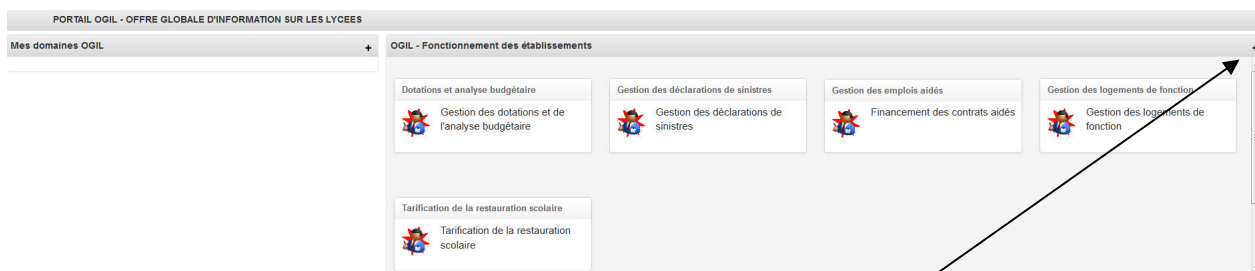 PORTAIL OGIL - OFFRE GLOBALE D'INFORMATION SUR LES LYCEES
Mes domaines OGIL +
OGIL - Fonctionnement des établissements
Dotations et analyse budgétaire
Gestion des dotations et de
l'analyse budgétaire
Gestion des déclarations de sinistres
Gestion des déclarations de
sinistres
Gestion des emplois aidés
Financement des contrats aidés
Gestion des logements de fonction
Gestion des logements de
fonction
Tarification de la restauration scolaire
Tarification de la restauration
scolaire